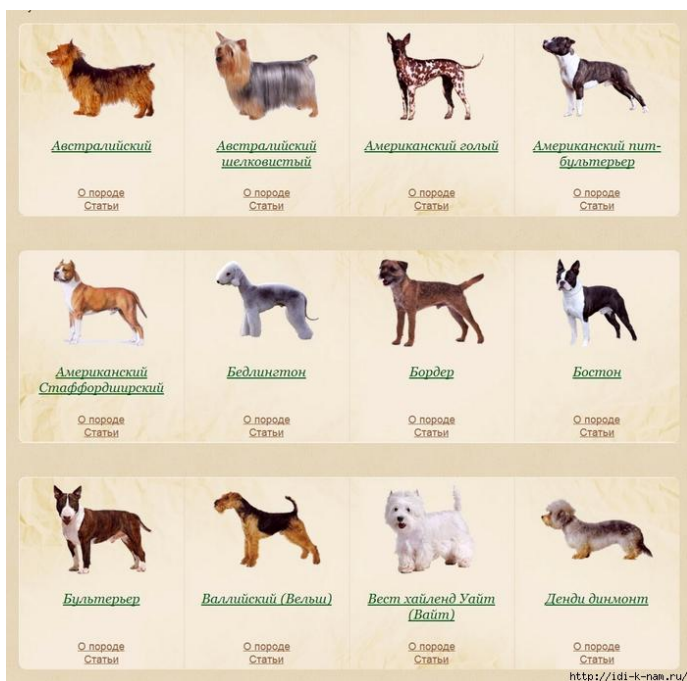 Австралийский
Австралийский
шелковистый
Американский голый
Американский пит-
бультерьер
О породе
Статьи
О породе
Статьи
О породе
Статьи
О породе
Статьи
Американский
Стаффордширский
Бедлингтон
Бордер
Бостон
О породе
Статьи
О породе
Статьи
О породе
Статьи
О породе
Статьи
Бультерьер
Валлийский (Вельш)
Вест хайленд Уайт
(Вайт)
Денди динмонт
О породе
Статьи
О породе
Статьи
О породе
Статьи
О породе
Статьи
http://idi-k-nam.ru/